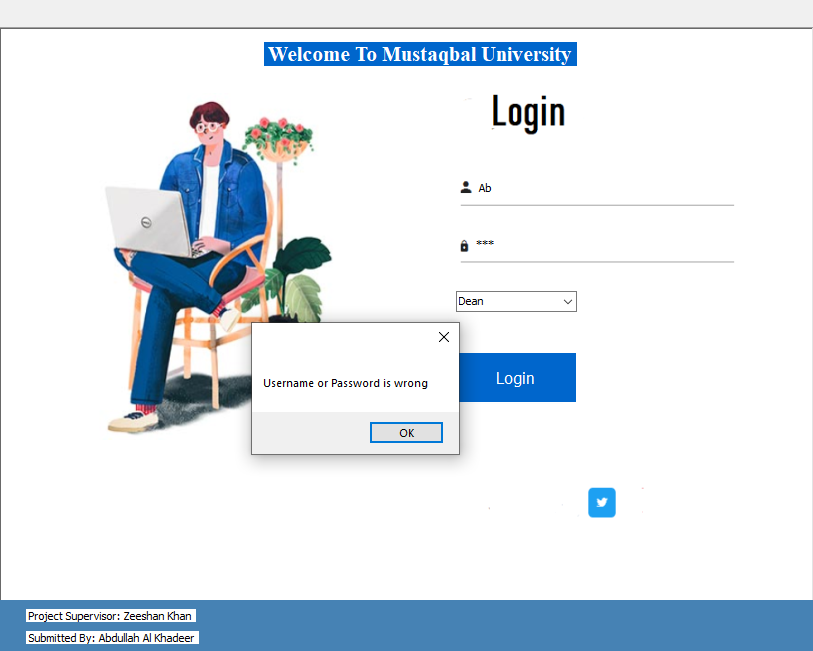 Welcome To Mustaqbal University
Login
Ab
***
Dean
Login
Username or Password is wrong
OK
Project Supervisor: Zeeshan Khan
Submitted By: Abdullah Al Khadeer